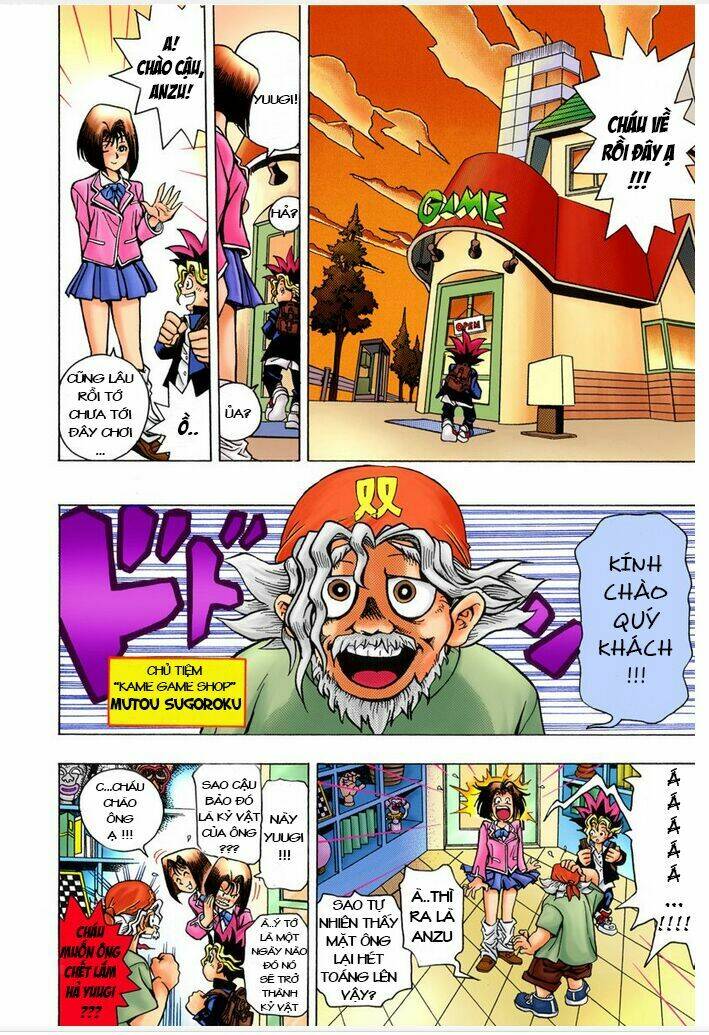 CHÁU VỀ
RỒI ĐÂY Ạ
!!!
GAME
OPEN
YUUGI!
HẢ?
ỦA?
A!
CHÀO CẬU,
ANZU!
Ồ..
CŨNG LÂU
RỒI TỚ
CHƯA TỚI
ĐÂY CHƠI
...
KÍNH
CHÀO
QUÝ
KHÁCH
!!!
双
ドドン
CHỦ TIỆM
“KAME GAME SHOP”
MUTOU SUGOROKU
Á
Á
Á
Á
Á
...
!!!!
À..THÌ
RA LÀ
ANZU
SAO TỰ
NHIÊN THẤY
MẶT ÔNG
LẠI HÉT
TOÁNG LÊN
VẬY?
NÀY
YUUGI
!!!
SAO CẬU
BẢO ĐÓ
LÀ KỶ VẬT
CỦA ÔNG
???
À..Ý TỚ
LÀ MỘT
NGÀY NÀO
ĐÓ NÓ
SẼ TRỞ
THÀNH
KỶ VẬT
C...CHÁU
CHÀO
ÔNG
Ạ !!!
CHÁU
MUỐN ÔNG
CHẾT LẮM
HẢ YUUGI
???